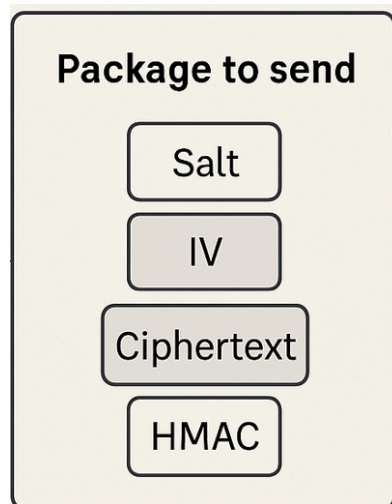 Package to send
Salt
IV
Ciphertext
HMAC